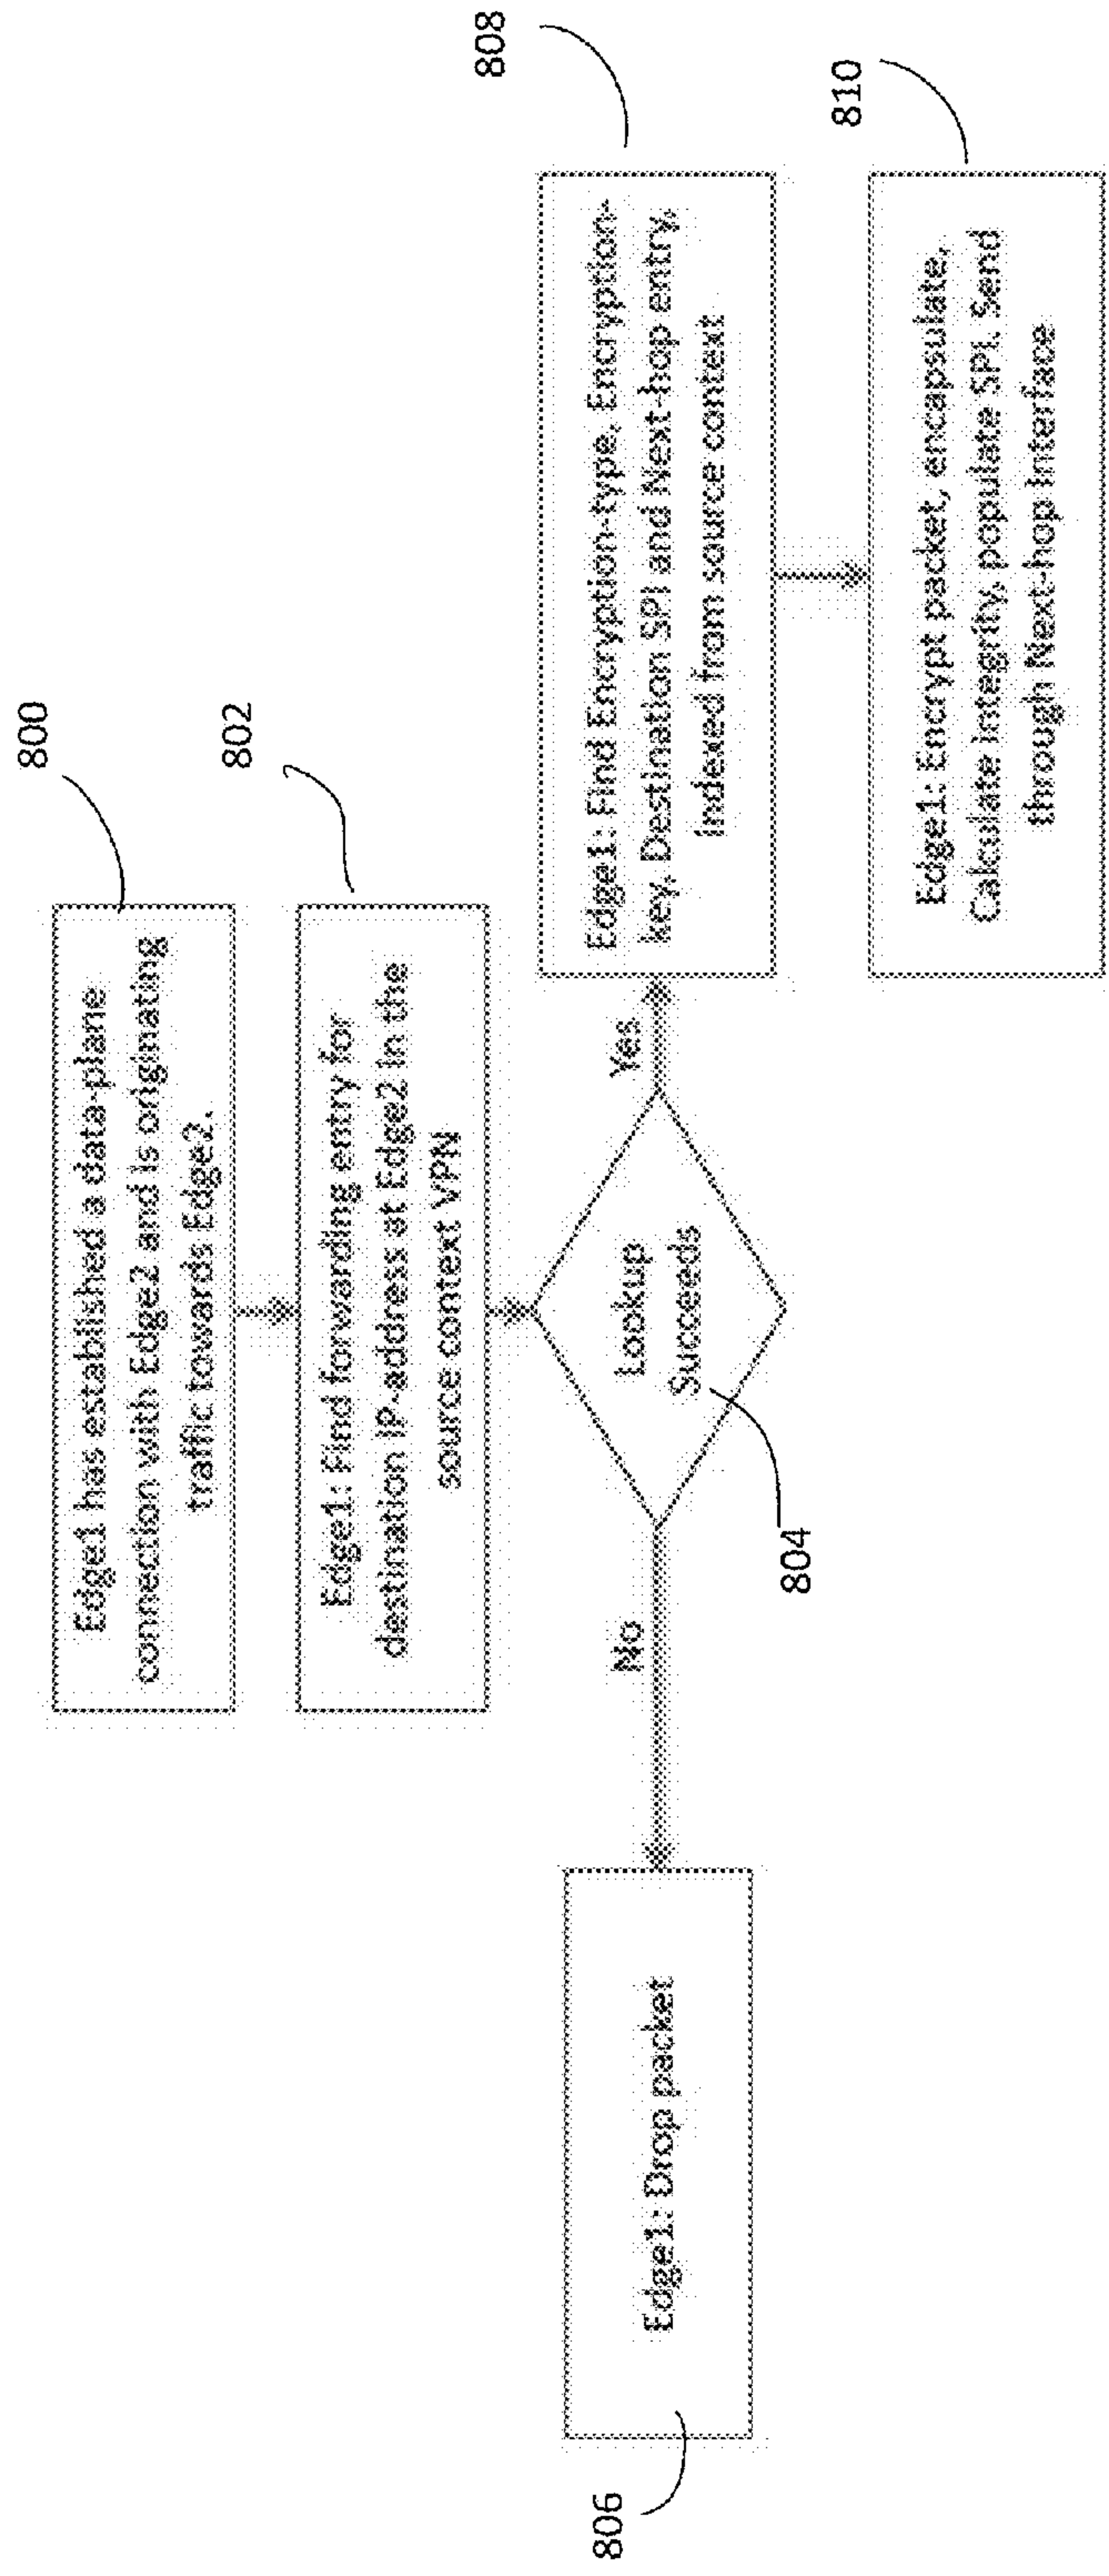 800
Edge1 has established a data-plane
connection with Edge2 and is originating
traffic towards Edge2.
802
Edge1: Find forwarding entry for
destination IP-address at Edge2 in the
source context VPN
Lookup
Succeeds
804
No
Yes
Edge1: Drop packet
806
808
Edge1: Find Encryption-type, Encryption-
key, Destination SPI and Next-hop entry,
indexed from source context
810
Edge1: Encrypt packet, encapsulate,
Calculate integrity, populate SPI. Send
through Next-hop Interface